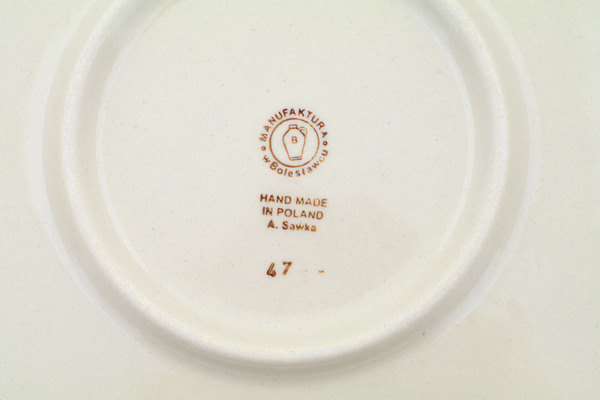 MANUFAKTURA
B
w Bolesławcu
HAND MADE
IN POLAND
A. Sawka
47 -